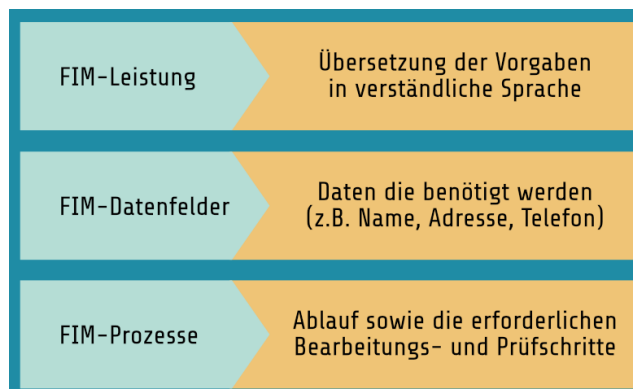 FIM-Leistung
Übersetzung der Vorgaben
in verständliche Sprache
FIM-Datenfelder
Daten die benötigt werden
(z.B. Name, Adresse, Telefon)
FIM-Prozesse
Ablauf sowie die erforderlichen
Bearbeitungs- und Prüfschritte